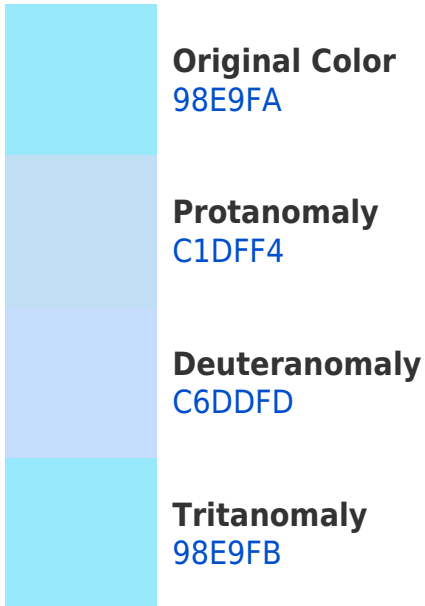 Original Color
98E9FA
Protanomaly
C1DFF4
Deuteranomaly
C6DDFD
Tritanomaly
98E9FB